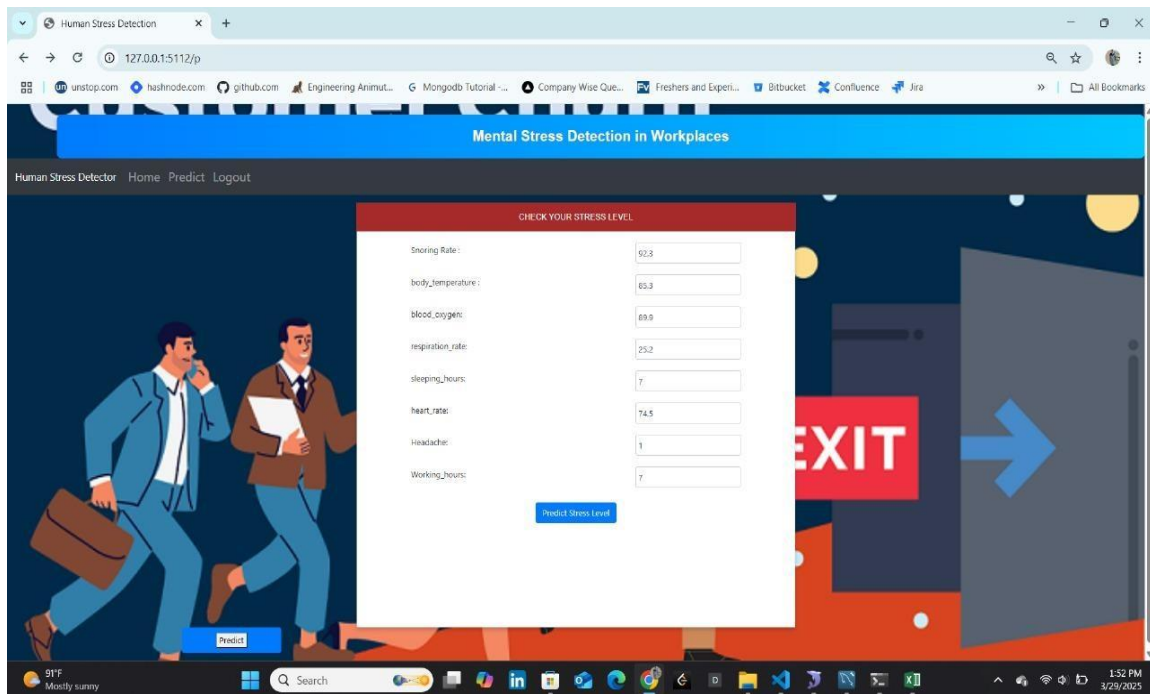 Human Stress Detection
127.0.0.1:5112/p
unstop.com hashnode.com github.com Engineering Animut... Mongodb Tutorial -... Company Wise Que... Freshers and Experi... Bitbucket Confluence Jira » All Bookmarks
Customer Churn
Mental Stress Detection in Workplaces
Human Stress Detector Home Predict Logout
CHECK YOUR STRESS LEVEL
Snoring Rate : 92.3
body_temperature : 85.3
blood_oxygen: 89.9
respiration_rate: 25.2
sleeping_hours: 7
heart_rate: 74.5
Headache: 1
Working_hours: 7
Predict Stress Level
EXIT
Predict
91°F
Mostly sunny
Search
1:52 PM
3/29/2025